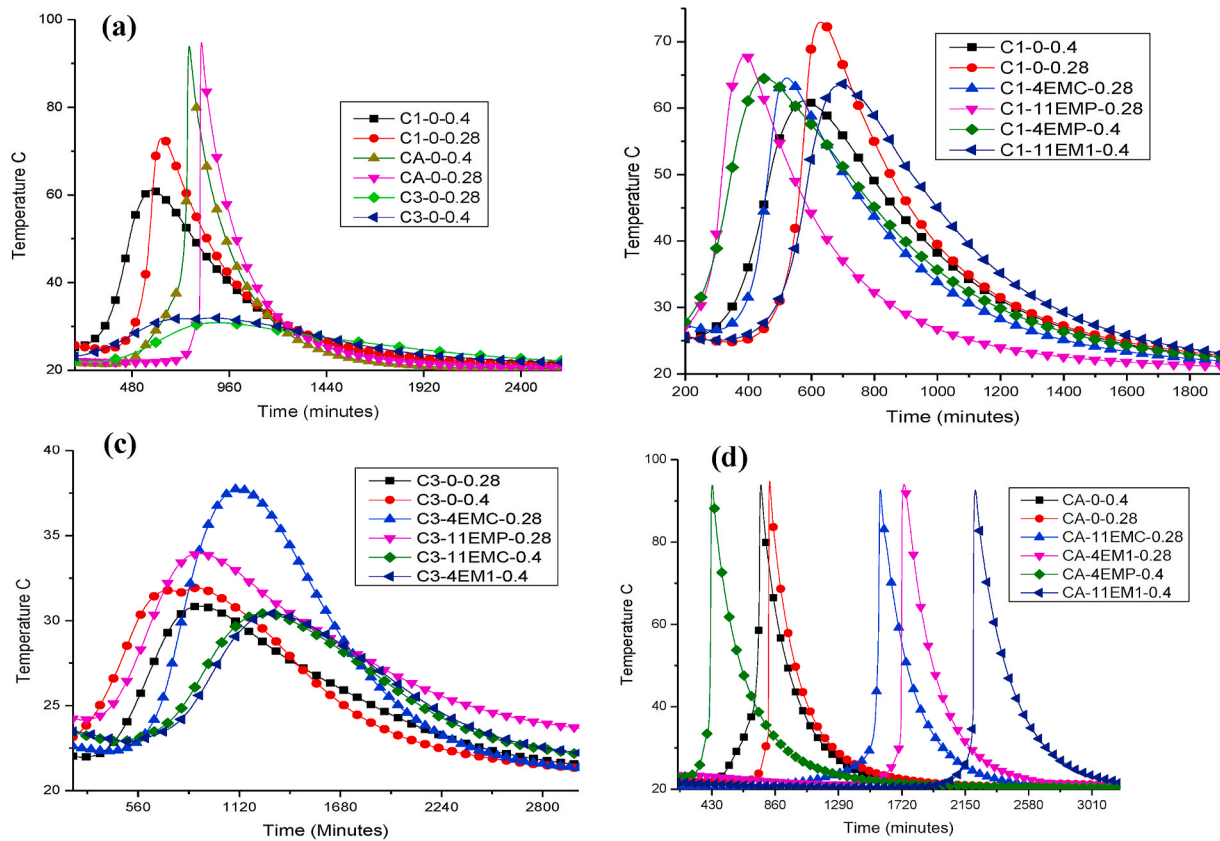 (a)
100
80
60
40
20
Temperature C
480
960
1440
1920
2400
Time (minutes)
C1-0-0.4
C1-0-0.28
CA-0-0.4
CA-0-0.28
C3-0-0.28
C3-0-0.4
70
60
50
40
30
20
Temperature C
200
400
600
800
1000
1200
1400
1600
1800
Time (minutes)
C1-0-0.4
C1-0-0.28
C1-4EMC-0.28
C1-11EMP-0.28
C1-4EMP-0.4
C1-11EM1-0.4
(c)
40
35
30
25
20
Temperature C
560
1120
1680
2240
2800
Time (Minutes)
C3-0-0.28
C3-0-0.4
C3-4EMC-0.28
C3-11EMP-0.28
C3-11EMC-0.4
C3-4EM1-0.4
(d)
100
80
60
40
20
Temperature C
430
860
1290
1720
2150
2580
3010
Time (minutes)
CA-0-0.4
CA-0-0.28
CA-11EMC-0.28
CA-4EM1-0.28
CA-4EMP-0.4
CA-11EM1-0.4